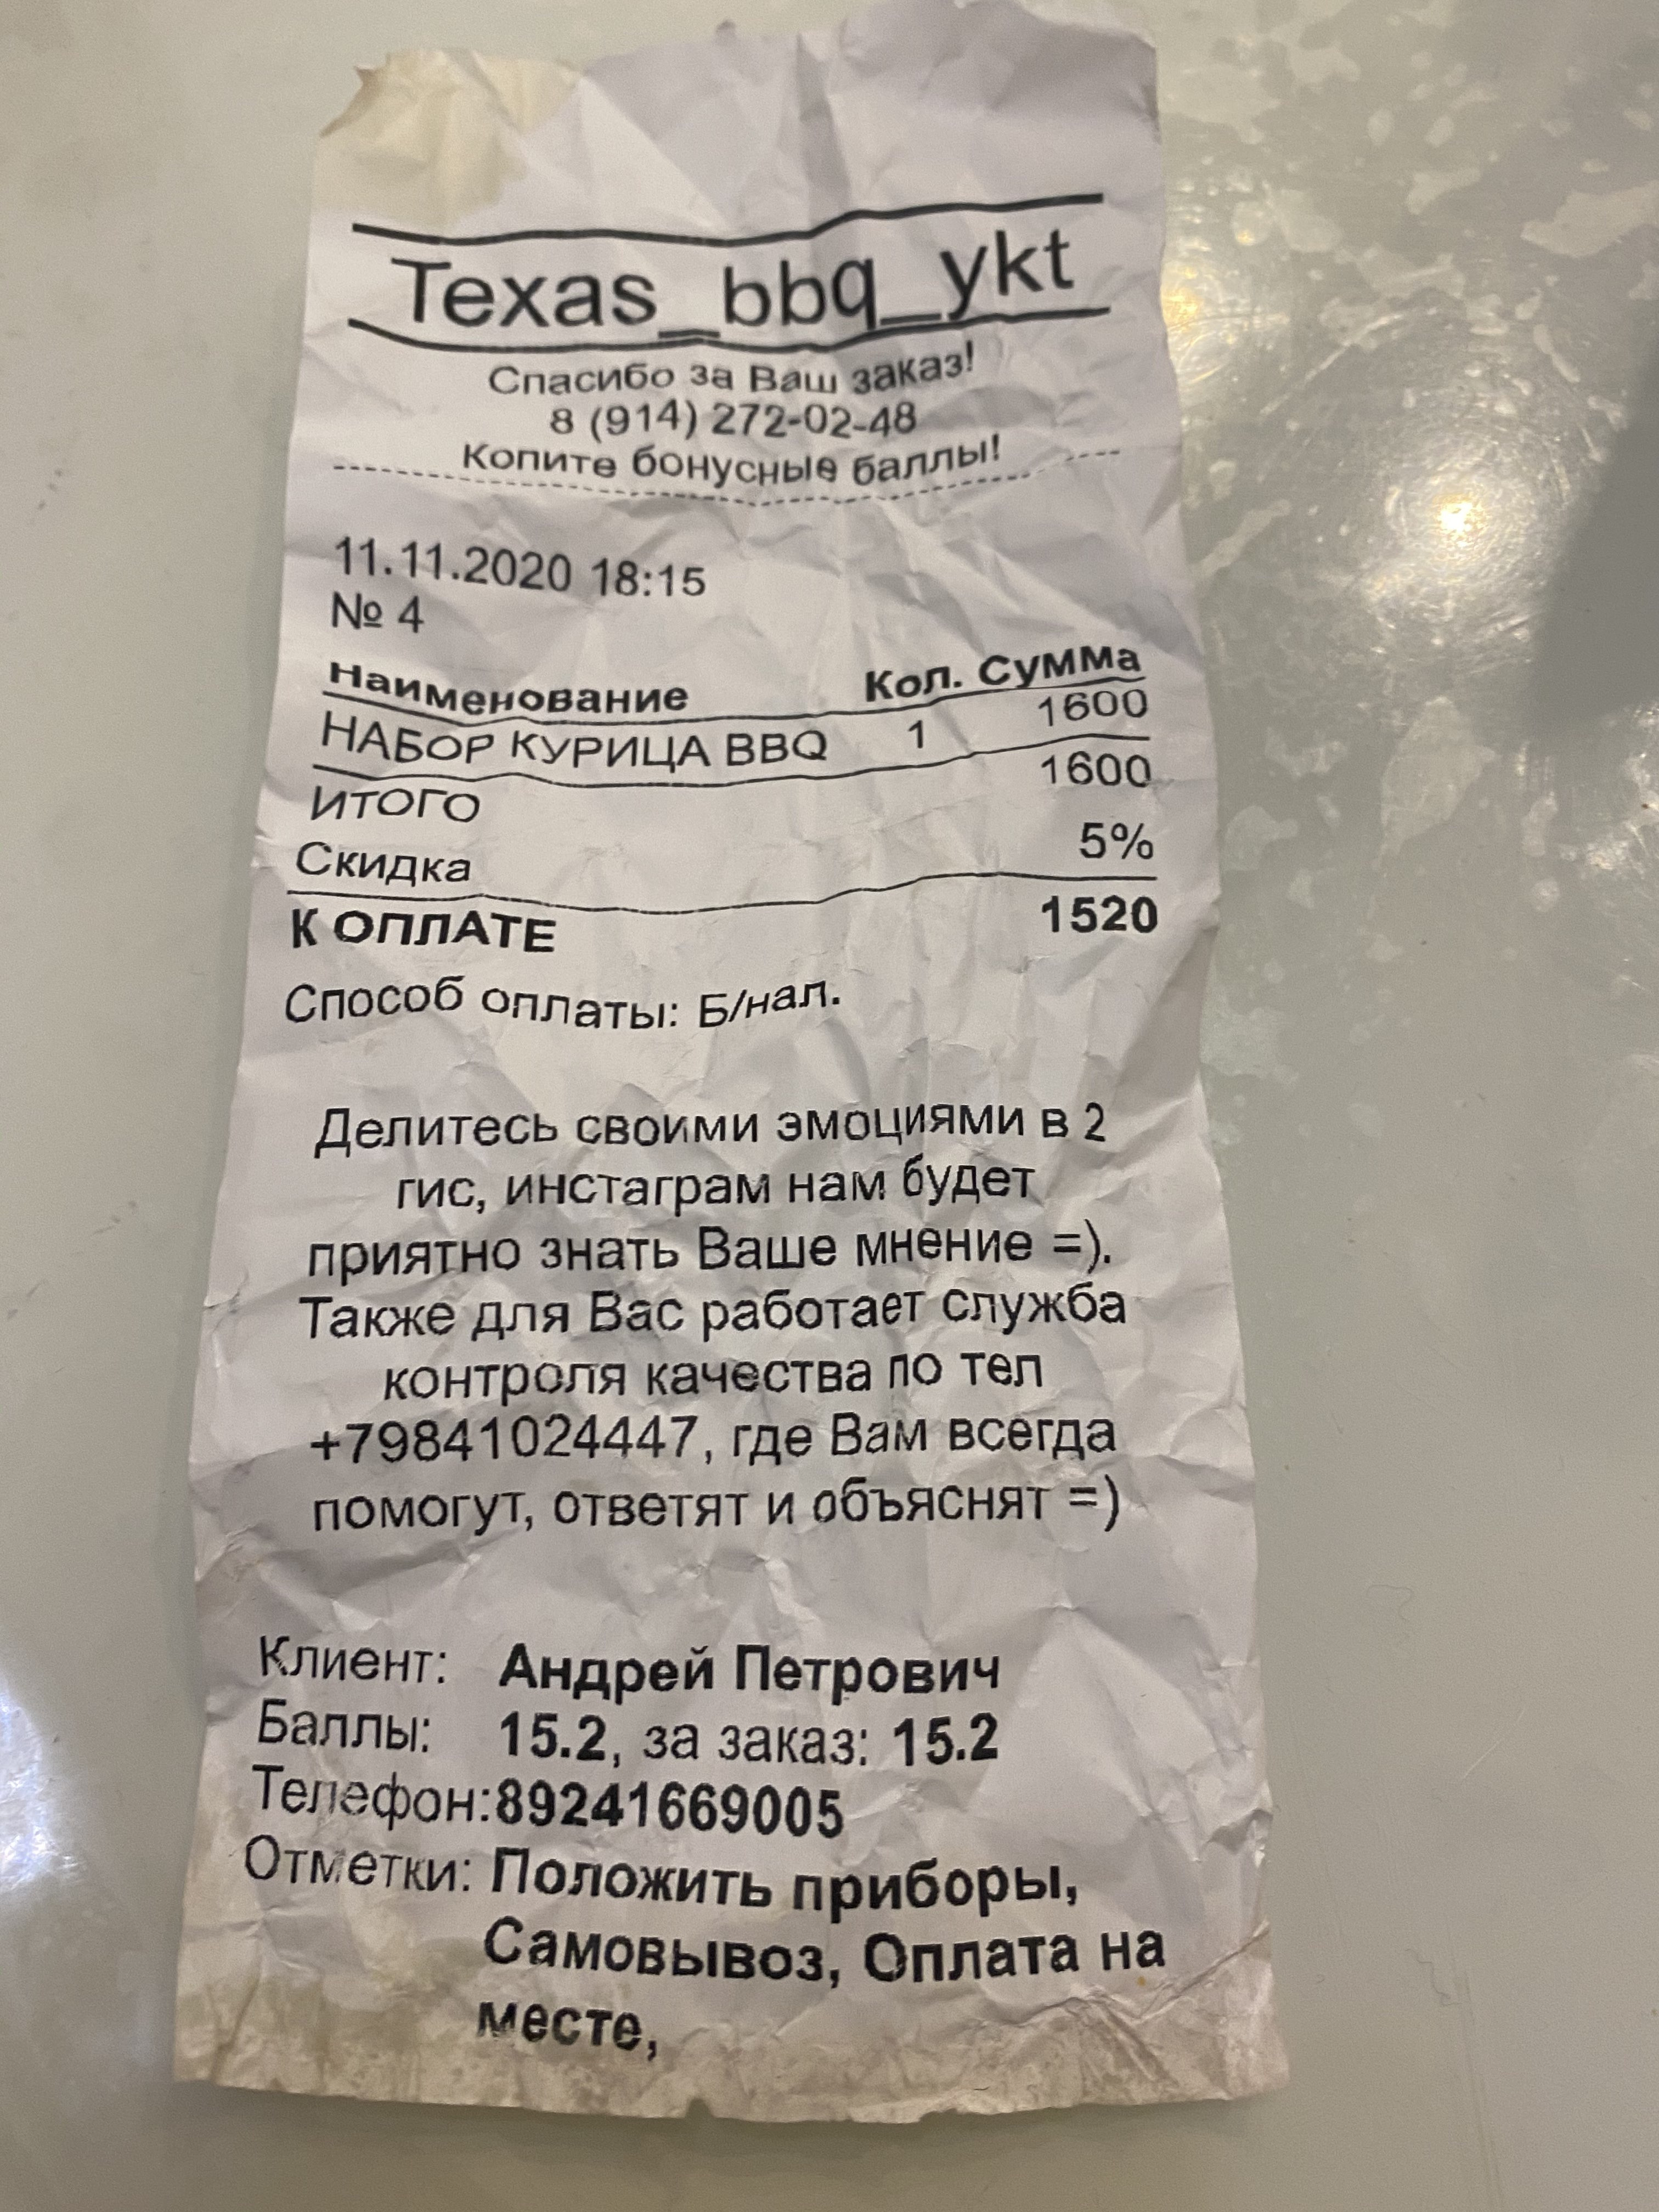 Texas_bbq_ykt
Спасибо за Ваш заказ!
8 (914) 272-02-48
Копите бонусные баллы!
11.11.2020 18:15
№ 4
Наименование Кол. Сумма
НАБОР КУРИЦА BBQ 1 1600
ИТОГО 1600
Скидка 5%
К ОПЛАТЕ 1520
Способ оплаты: Б/нал.
Делитесь своими эмоциями в 2
гис, инстаграм нам будет
приятно знать Ваше мнение =).
Также для Вас работает служба
контроля качества по тел
+79841024447, где Вам всегда
помогут, ответят и объяснят =)
Клиент: Андрей Петрович
Баллы: 15.2, за заказ: 15.2
Телефон:89241669005
Отметки: Положить приборы,
Самовывоз, Оплата на
месте,